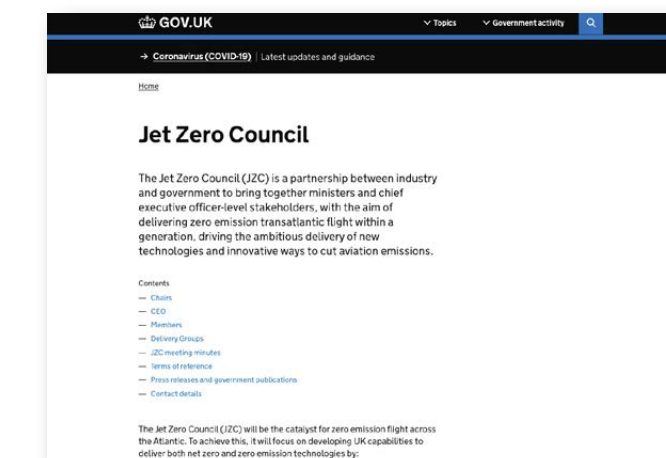 GOV.UK
Topics
Government activity
→ Coronavirus (COVID-19) | Latest updates and guidance
Home
Jet Zero Council
The Jet Zero Council (JZC) is a partnership between industry
and government to bring together ministers and chief
executive officer-level stakeholders, with the aim of
delivering zero emission transatlantic flight within a
generation, driving the ambitious delivery of new
technologies and innovative ways to cut aviation emissions.
Contents
— Chairs
— CEO
— Members
— Delivery Groups
— JZC meeting minutes
— Terms of reference
— Press releases and government publications
— Contact details
The Jet Zero Council (JZC) will be the catalyst for zero emission flight across
the Atlantic. To achieve this, it will focus on developing UK capabilities to
deliver both net zero and zero emission technologies by: